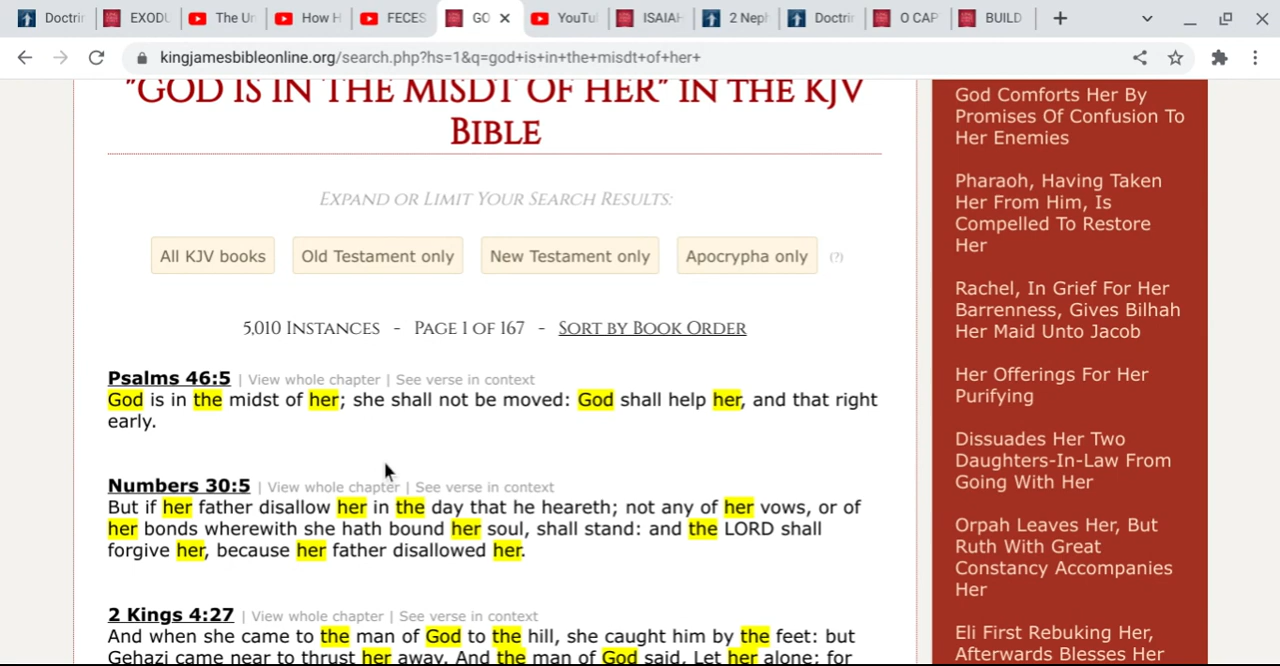 Doctrin
EXODU
The Un
How H
FECES
GO
YouTu
ISAIAH
2 Neph
Doctri
O CAP
BUILD
kingjamesbibleonline.org/search.php?hs=1&q=god+is+in+the+misdt+of+her+
"GOD IS IN THE MISDT OF HER" IN THE KJV
BIBLE
EXPAND OR LIMIT YOUR SEARCH RESULTS:
All KJV books
Old Testament only
New Testament only
Apocrypha only
(?)
5,010 INSTANCES - PAGE 1 OF 167 - SORT BY BOOK ORDER
Psalms 46:5 | View whole chapter | See verse in context
God is in the midst of her; she shall not be moved: God shall help her, and that right
early.
Numbers 30:5 | View whole chapter | See verse in context
But if her father disallow her in the day that he heareth; not any of her vows, or of
her bonds wherewith she hath bound her soul, shall stand: and the LORD shall
forgive her, because her father disallowed her.
2 Kings 4:27 | View whole chapter | See verse in context
And when she came to the man of God to the hill, she caught him by the feet: but
Gehazi came near to thrust her away. And the man of God said, Let her alone; for
God Comforts Her By
Promises Of Confusion To
Her Enemies
Pharaoh, Having Taken
Her From Him, Is
Compelled To Restore
Her
Rachel, In Grief For Her
Barrenness, Gives Bilhah
Her Maid Unto Jacob
Her Offerings For Her
Purifying
Dissuades Her Two
Daughters-In-Law From
Going With Her
Orpah Leaves Her, But
Ruth With Great
Constancy Accompanies
Her
Eli First Rebuking Her,
Afterwards Blesses Her